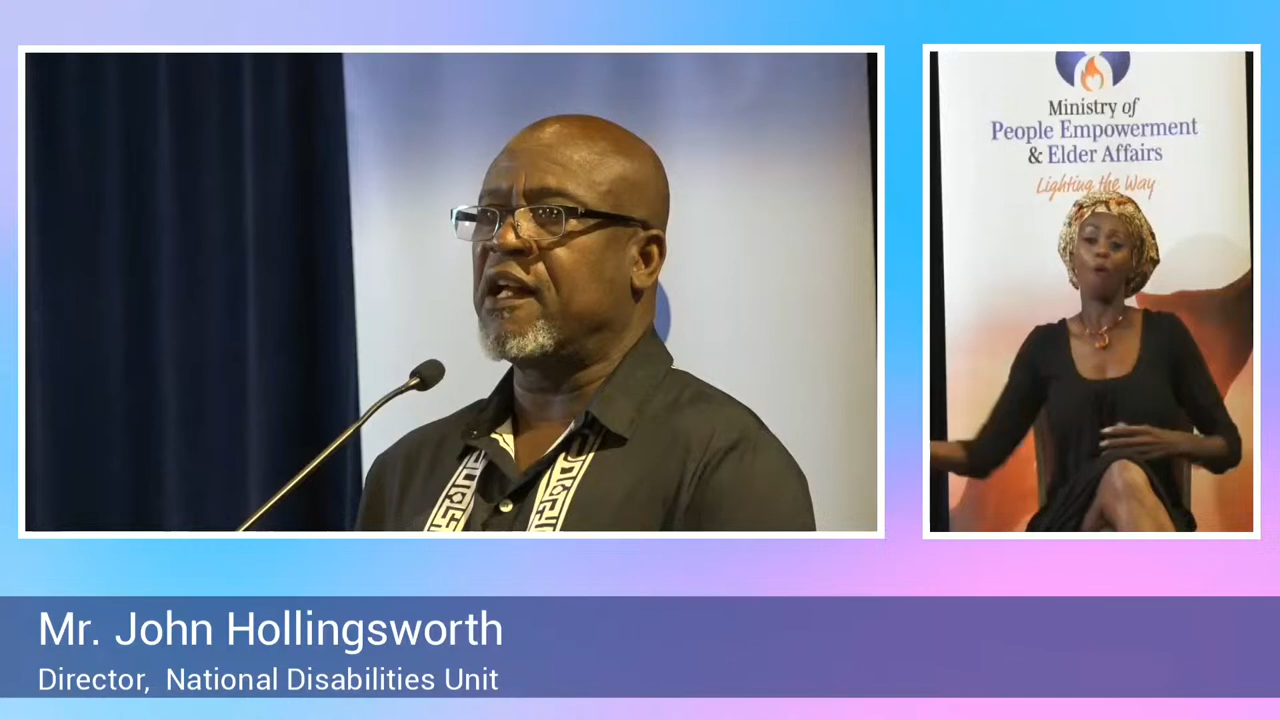 Ministry of
People Empowerment
& Elder Affairs
Lighting the Way
Mr. John Hollingsworth
Director, National Disabilities Unit